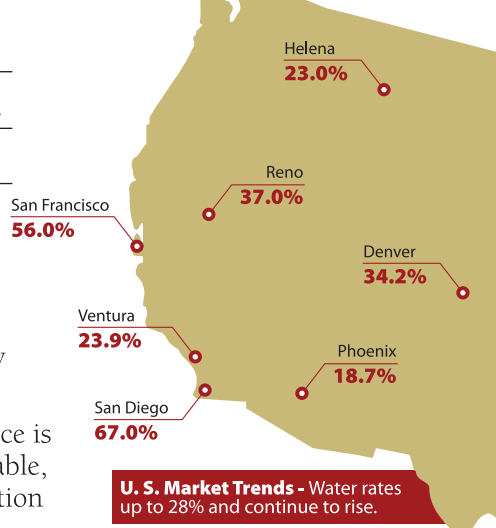 Helena
23.0%
Reno
37.0%
San Francisco
56.0%
Denver
34.2%
Ventura
23.9%
Phoenix
18.7%
San Diego
67.0%
ce is
able,
tion
U. S. Market Trends - Water rates
up to 28% and continue to rise.